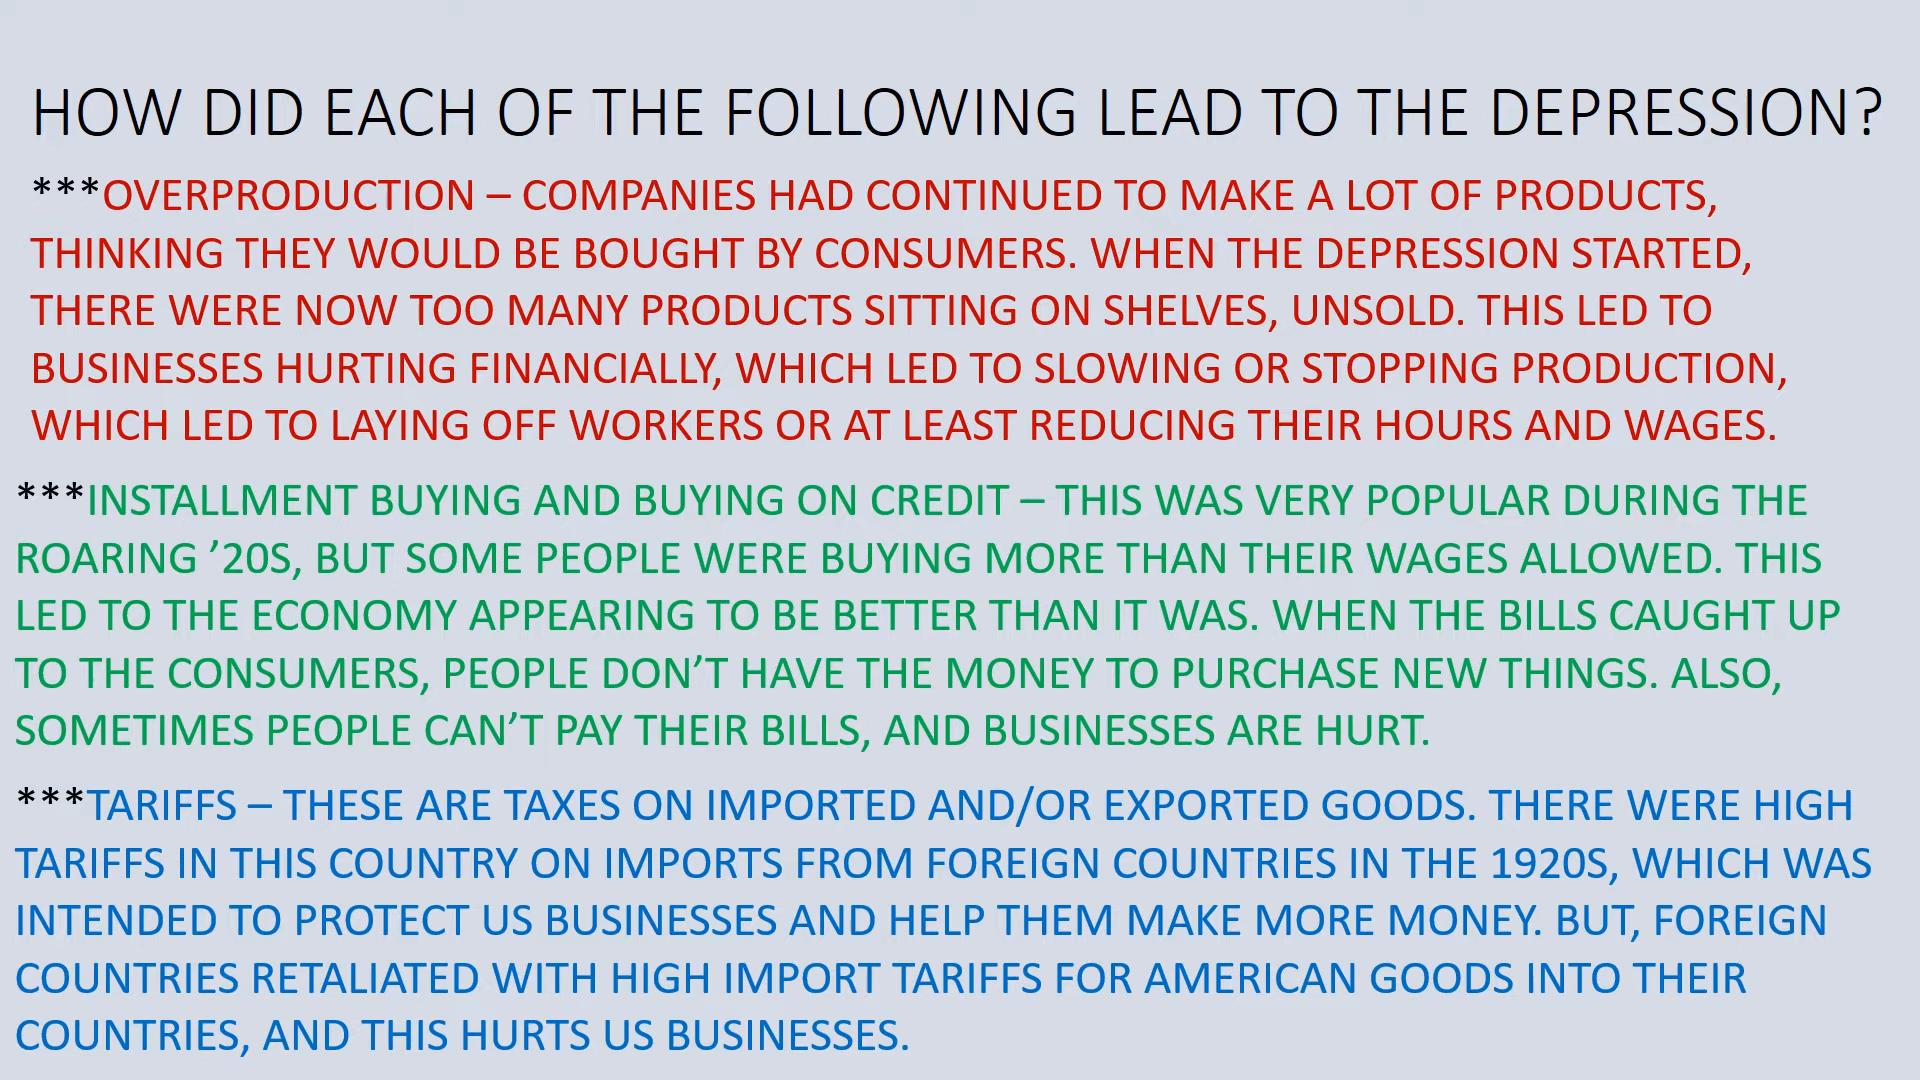 HOW DID EACH OF THE FOLLOWING LEAD TO THE DEPRESSION?
***OVERPRODUCTION – COMPANIES HAD CONTINUED TO MAKE A LOT OF PRODUCTS,
THINKING THEY WOULD BE BOUGHT BY CONSUMERS. WHEN THE DEPRESSION STARTED,
THERE WERE NOW TOO MANY PRODUCTS SITTING ON SHELVES, UNSOLD. THIS LED TO
BUSINESSES HURTING FINANCIALLY, WHICH LED TO SLOWING OR STOPPING PRODUCTION,
WHICH LED TO LAYING OFF WORKERS OR AT LEAST REDUCING THEIR HOURS AND WAGES.
***INSTALLMENT BUYING AND BUYING ON CREDIT – THIS WAS VERY POPULAR DURING THE
ROARING ’20S, BUT SOME PEOPLE WERE BUYING MORE THAN THEIR WAGES ALLOWED. THIS
LED TO THE ECONOMY APPEARING TO BE BETTER THAN IT WAS. WHEN THE BILLS CAUGHT UP
TO THE CONSUMERS, PEOPLE DON’T HAVE THE MONEY TO PURCHASE NEW THINGS. ALSO,
SOMETIMES PEOPLE CAN’T PAY THEIR BILLS, AND BUSINESSES ARE HURT.
***TARIFFS – THESE ARE TAXES ON IMPORTED AND/OR EXPORTED GOODS. THERE WERE HIGH
TARIFFS IN THIS COUNTRY ON IMPORTS FROM FOREIGN COUNTRIES IN THE 1920S, WHICH WAS
INTENDED TO PROTECT US BUSINESSES AND HELP THEM MAKE MORE MONEY. BUT, FOREIGN
COUNTRIES RETALIATED WITH HIGH IMPORT TARIFFS FOR AMERICAN GOODS INTO THEIR
COUNTRIES, AND THIS HURTS US BUSINESSES.